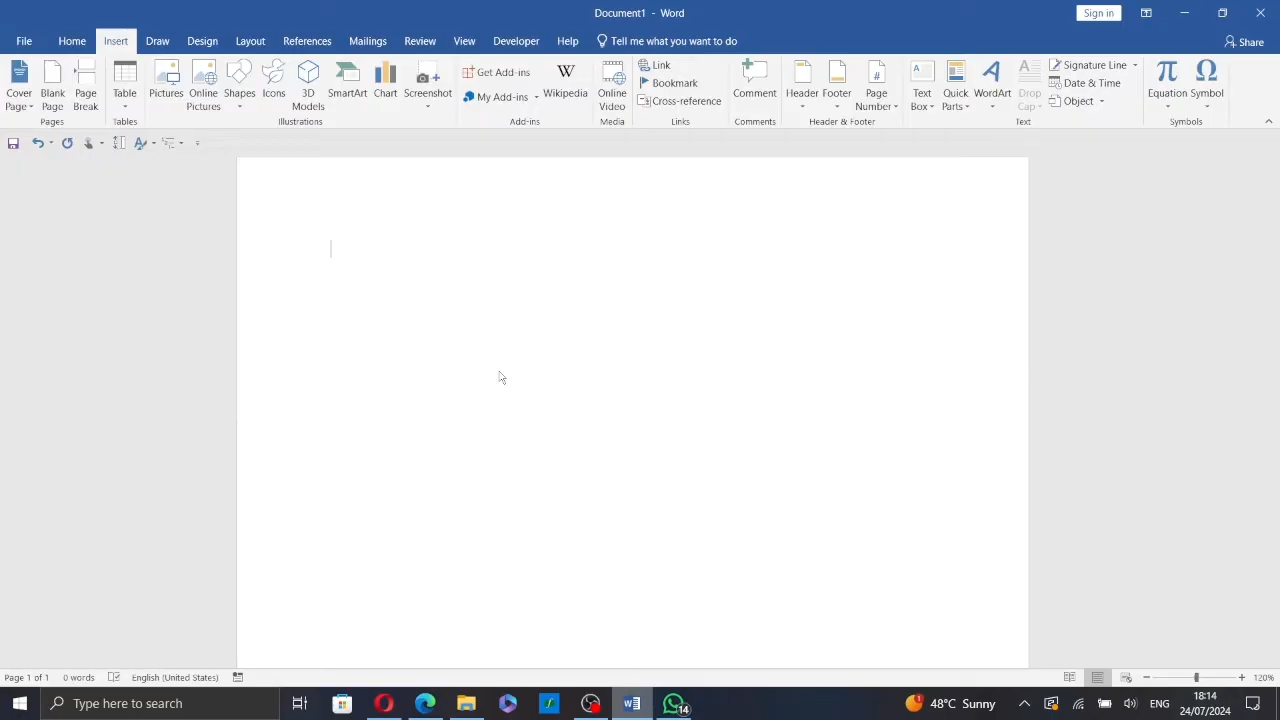 Document1 - Word
Sign in
File Home Insert Draw Design Layout References Mailings Review View Developer Help Tell me what you want to do
Share
Cover Page
Blank Page
Page Break
Pages
Table
Tables
Pictures
Online Pictures
Shapes
Icons
3D Models
SmartArt
Chart
Screenshot
Illustrations
Get Add-ins
My Add-ins
Wikipedia
Add-ins
Online Video
Media
Link
Bookmark
Cross-reference
Links
Comment
Comments
Header
Footer
Page Number
Header & Footer
Text Box
Quick Parts
WordArt
Drop Cap
Signature Line
Date & Time
Object
Text
Equation
Symbol
Symbols
Page 1 of 1 0 words English (United States)
120%
Type here to search
14
1
48°C Sunny
ENG
18:14
24/07/2024